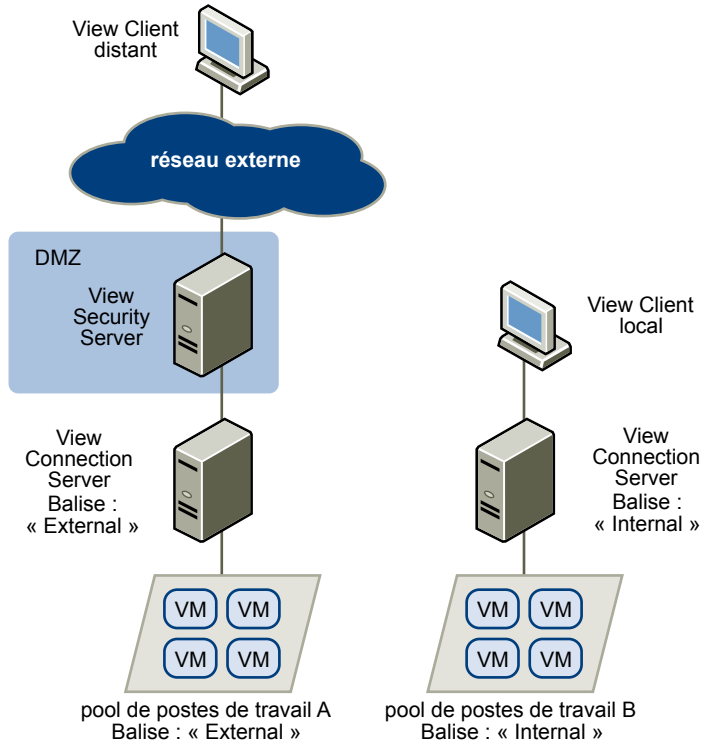 View Client
distant
réseau externe
DMZ
View
Security
Server
View Client
local
View
Connection
Server
Balise :
« External »
View
Connection
Server
Balise :
« Internal »
VM VM
VM VM
VM VM
VM VM
pool de postes de travail A
Balise : « External »
pool de postes de travail B
Balise : « Internal »